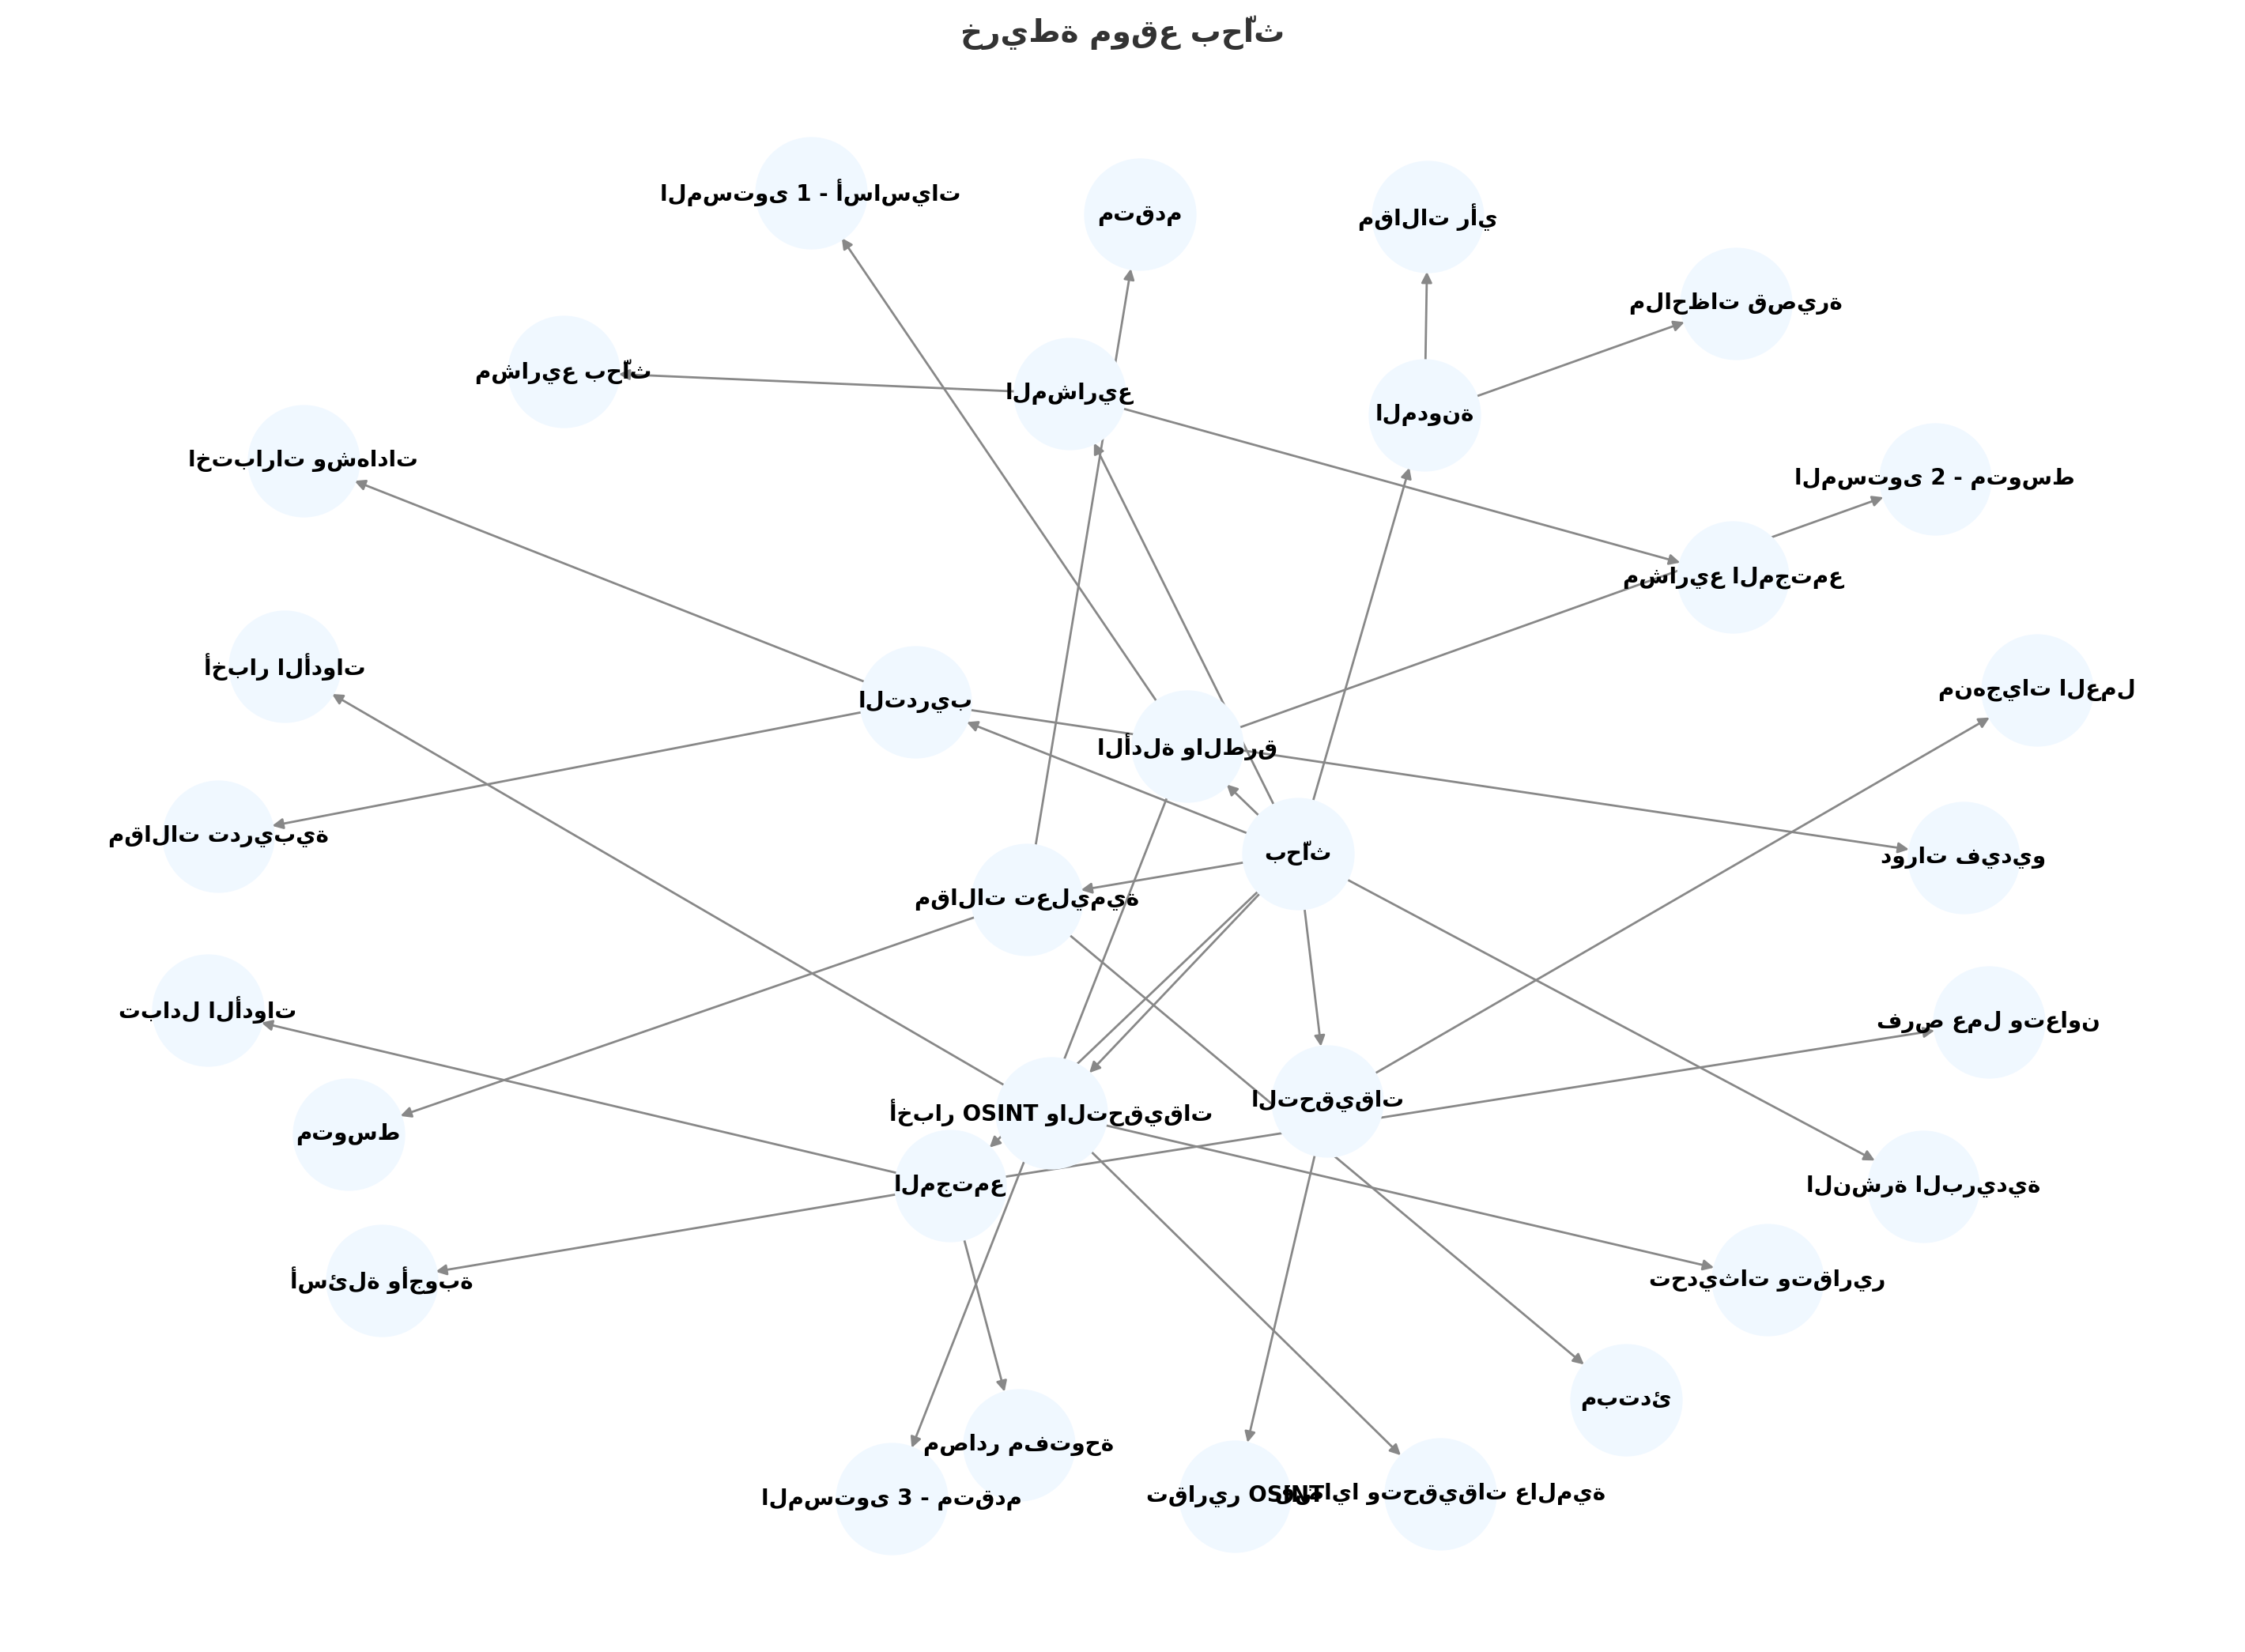 خريطة موقع بحّاث
المستوى 1 - أساسيات
متقدم
مقالات رأي
ملاحظات قصيرة
مشاريع بحّاث
المشاريع
المدونة
اختبارات وشهادات
المستوى 2 - متوسط
مشاريع المجتمع
أخبار الأدوات
منهجيات العمل
التدريب
الأدلة والطرق
مقالات تدريبية
بحّاث
دورات فيديو
مقالات تعليمية
تبادل الأدوات
فرص عمل وتعاون
متوسط
أخبار OSINT والتحقيقات
التحقيقات
المجتمع
النشرة البريدية
أسئلة وأجوبة
تحديثات وتقارير
مبتدئ
مصادر مفتوحة
المستوى 3 - متقدم
تقارير OSINT
قضايا وتحقيقات عالمية